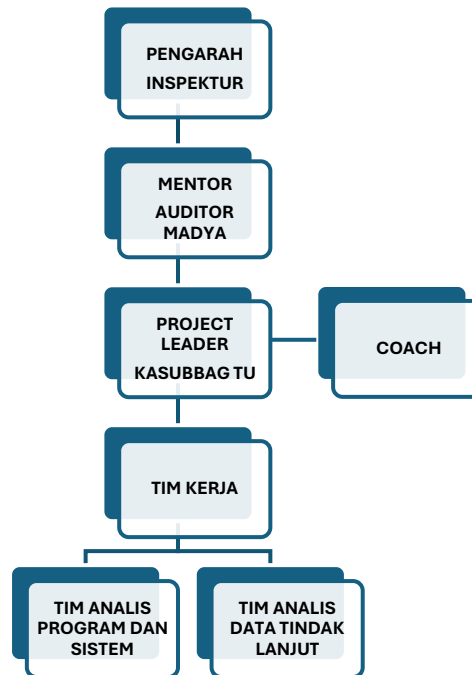 PENGARAH
INSPEKTUR
MENTOR
AUDITOR
MADYA
PROJECT
LEADER
KASUBBAG TU
COACH
TIM KERJA
TIM ANALIS
PROGRAM DAN
SISTEM
TIM ANALIS
DATA TINDAK
LANJUT